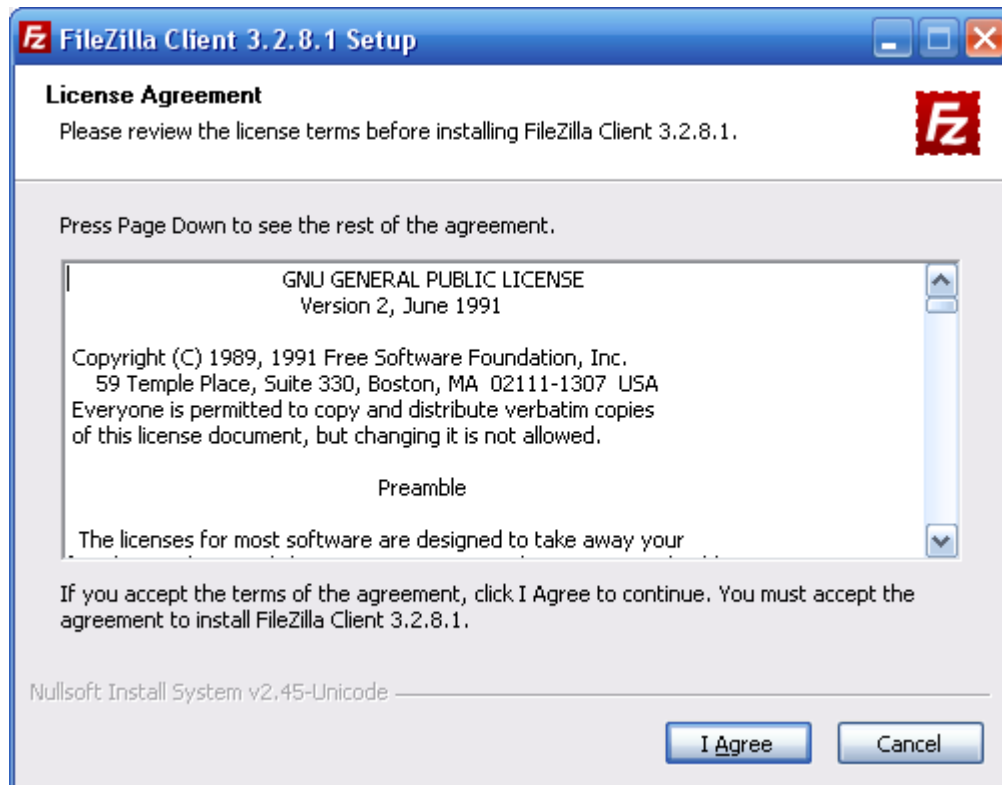 FileZilla Client 3.2.8.1 Setup
License Agreement
Please review the license terms before installing FileZilla Client 3.2.8.1.
Fz
Press Page Down to see the rest of the agreement.
GNU GENERAL PUBLIC LICENSE
Version 2, June 1991
Copyright (C) 1989, 1991 Free Software Foundation, Inc.
59 Temple Place, Suite 330, Boston, MA  02111-1307  USA
Everyone is permitted to copy and distribute verbatim copies
of this license document, but changing it is not allowed.
Preamble
The licenses for most software are designed to take away your
If you accept the terms of the agreement, click I Agree to continue. You must accept the
agreement to install FileZilla Client 3.2.8.1.
Nullsoft Install System v2.45-Unicode
I Agree
Cancel